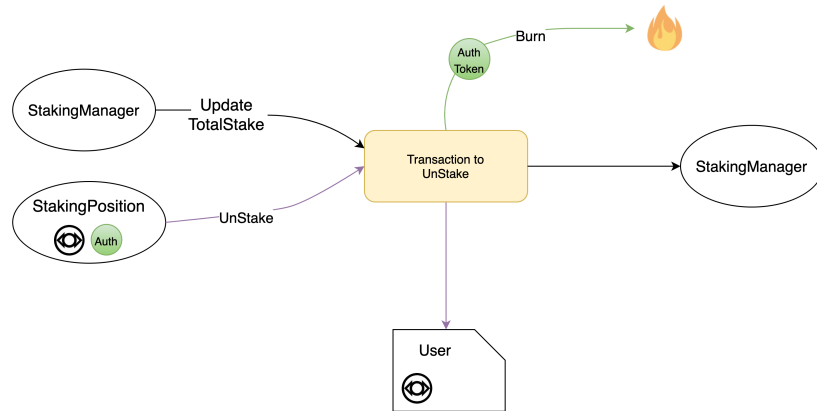 Burn
Auth
Token
StakingManager
Update
TotalStake
Transaction to
UnStake
StakingManager
StakingPosition
Auth
UnStake
User